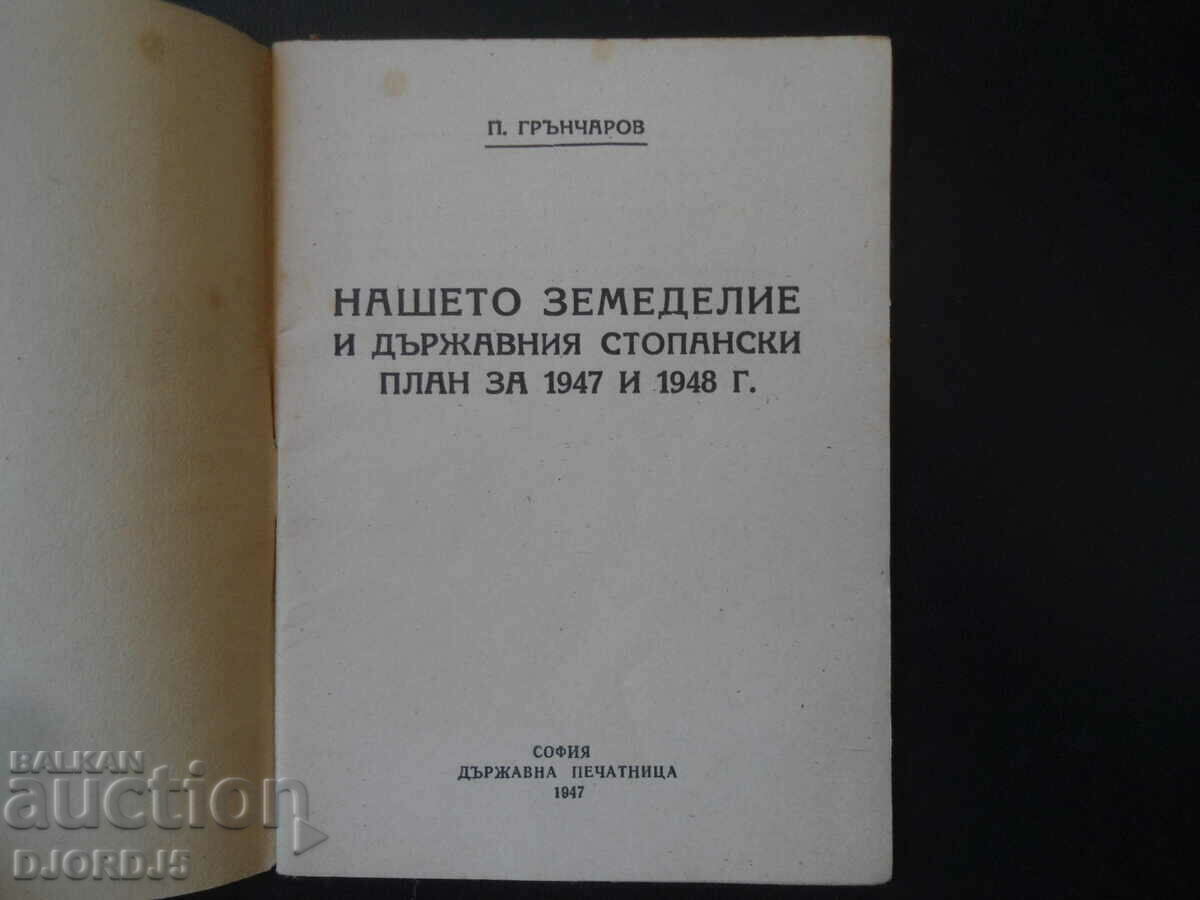 П. ГРЪНЧАРОВ
НАШЕТО ЗЕМЕДЕЛИЕ
И ДЪРЖАВНИЯ СТОПАНСКИ
ПЛАН ЗА 1947 И 1948 Г.
СОФИЯ
ДЪРЖАВНА ПЕЧАТНИЦА
1947
BALKAN
auction
DJORDJ5